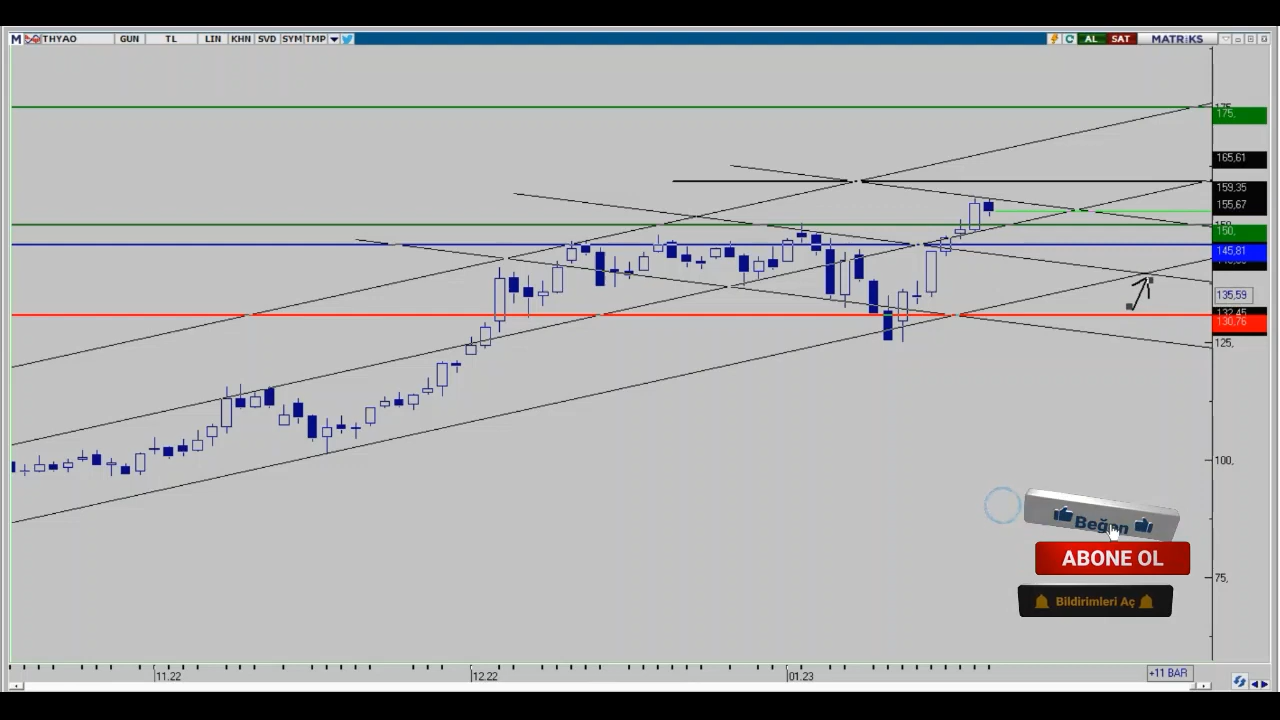 M THYAO GUN TL LIN KHN SVD SYM TMP AL SAT MATRiKS
175,
165,61
159,35
155,67
150,
145,81
135,59
132,45
130,76
125,
100,
75,
Beğen
ABONE OL
Bildirimleri Aç
11.22 12.22 01.23 +11 BAR